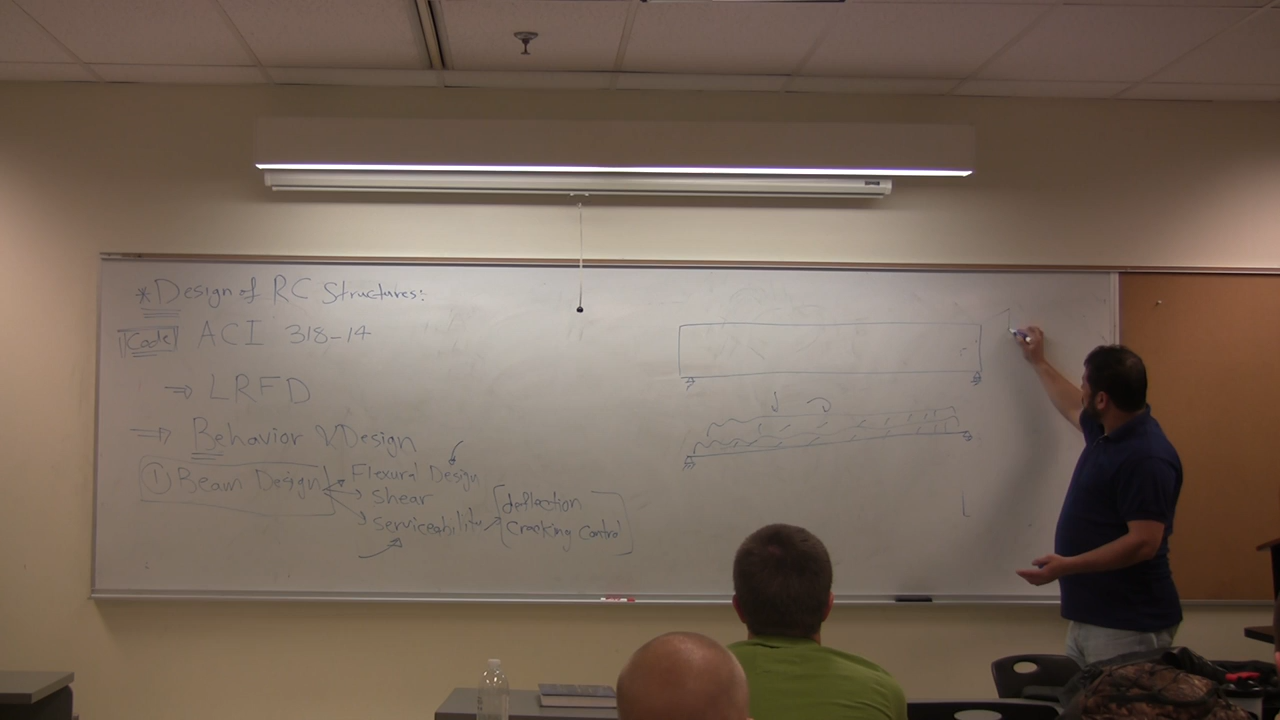 *Design of RC Structures:
Code ACI 318-14
⇒ LRFD
⇒ Behavior & Design
① Beam Design
Flexural Design
Shear
Serviceability
deflection
Cracking Control